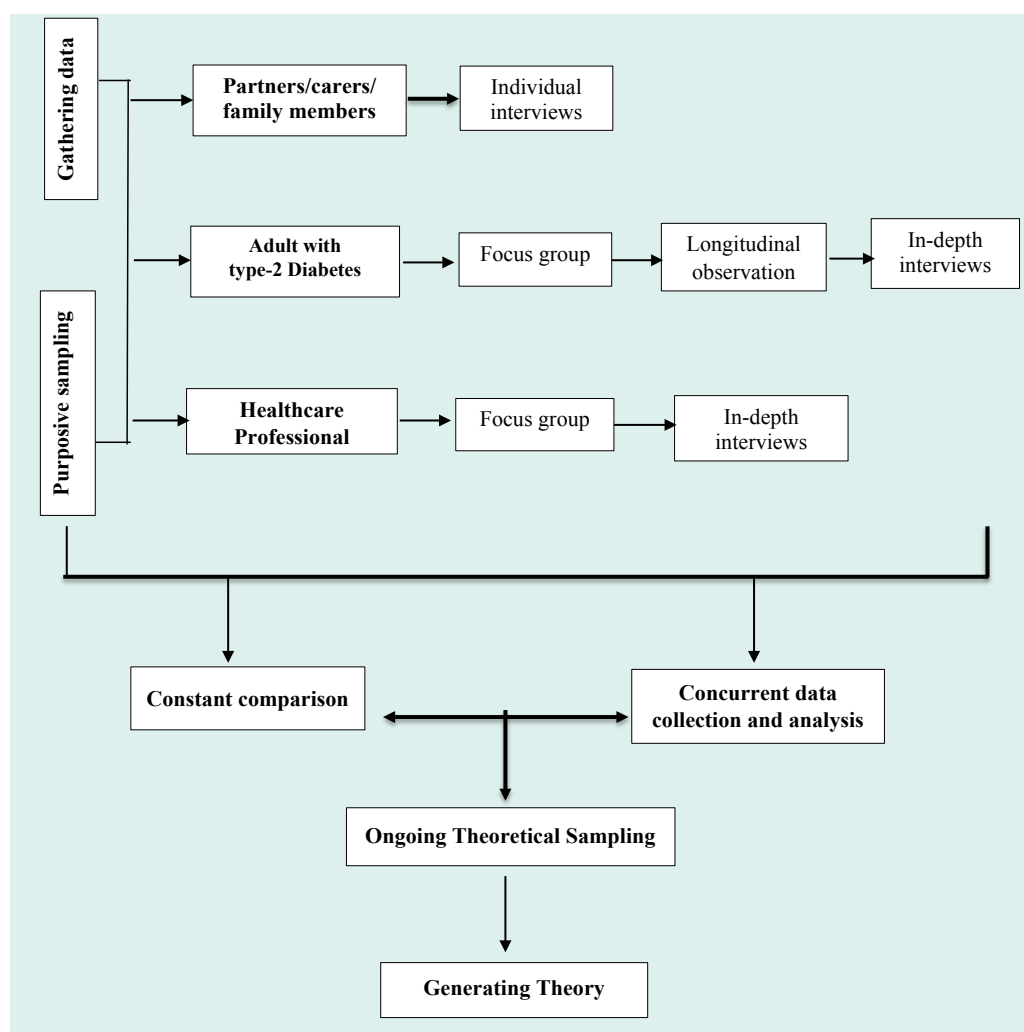 Gathering data
Partners/carers/
family members
Individual
interviews
Adult with
type-2 Diabetes
Focus group
Longitudinal
observation
In-depth
interviews
Purposive sampling
Healthcare
Professional
Focus group
In-depth
interviews
Constant comparison
Concurrent data
collection and analysis
Ongoing Theoretical Sampling
Generating Theory